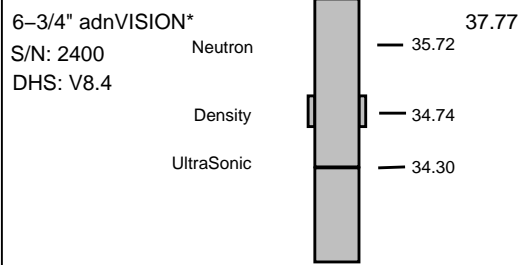 6-3/4" adnVISION* 37.77
S/N: 2400 Neutron 35.72
DHS: V8.4
Density 34.74
UltraSonic 34.30